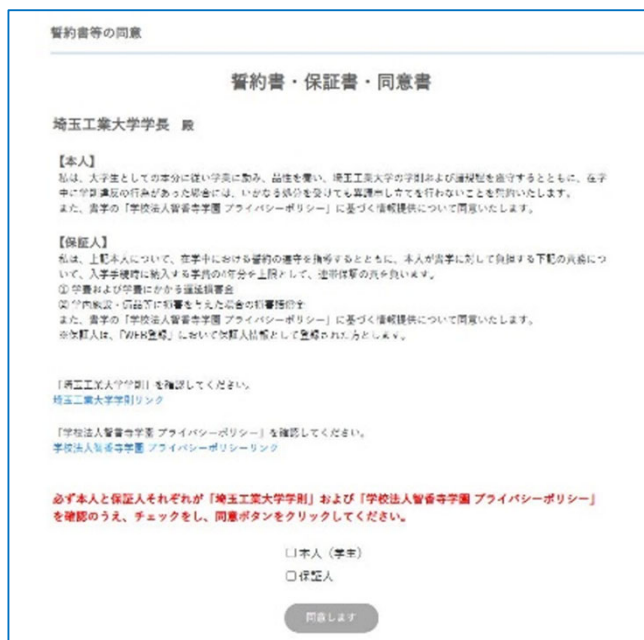 誓約書等の同意
誓約書・保証書・同意書
埼玉工業大学学長 殿
【本人】
私は、大学生としての本分に従い学業に励み、品性を養い、埼玉工業大学の学則および諸規程を遵守するとともに、在学
中に学則違反の行為があった場合には、いかなる処分を受けても異議申し立てを行わないことを誓約いたします。
また、貴学の「学校法人智香寺学園 プライバシーポリシー」に基づく情報提供について同意いたします。
【保証人】
私は、上記本人について、在学中における誓約の遵守を指導するとともに、本人が貴学に対して負担する下記の債務につ
いて、入学手続時に納入する学費の4年分を上限として、連帯保証の責を負います。
① 学費および学費にかかる遅延損害金
② 学内施設・備品等に損害を与えた場合の損害賠償金
また、貴学の「学校法人智香寺学園 プライバシーポリシー」に基づく情報提供について同意いたします。
※保証人は、「WEB登録」において保証人情報として登録された方とします。
「埼玉工業大学学則」を確認してください。
埼玉工業大学学則リンク
「学校法人智香寺学園 プライバシーポリシー」を確認してください。
学校法人智香寺学園 プライバシーポリシーリンク
必ず本人と保証人それぞれが「埼玉工業大学学則」および「学校法人智香寺学園 プライバシーポリシー」
を確認のうえ、チェックをし、同意ボタンをクリックしてください。
□本人（学生）
□保証人
同意します